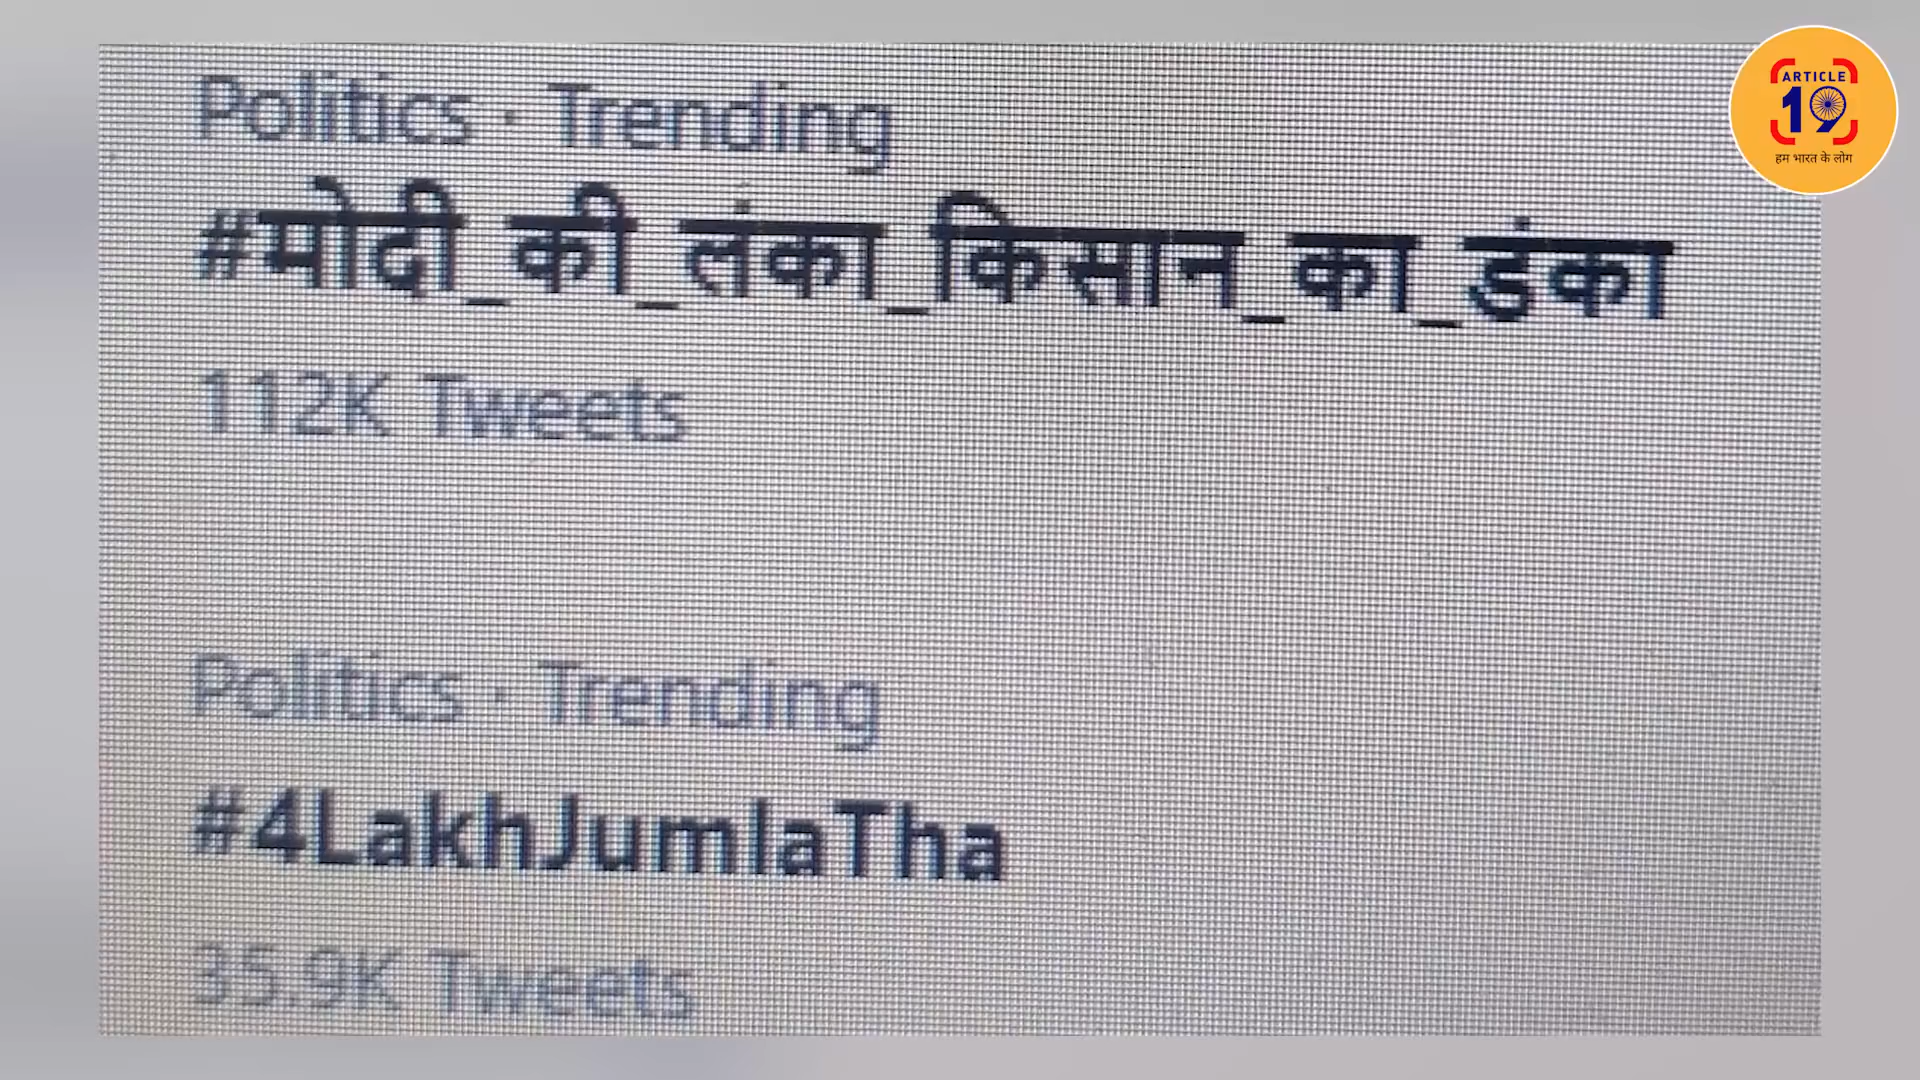 Politics · Trending
#मोदी_की_लंका_किसान_का_डंका
112K Tweets
Politics · Trending
#4LakhJumlaTha
35.9K Tweets
ARTICLE
19
हम भारत के लोग